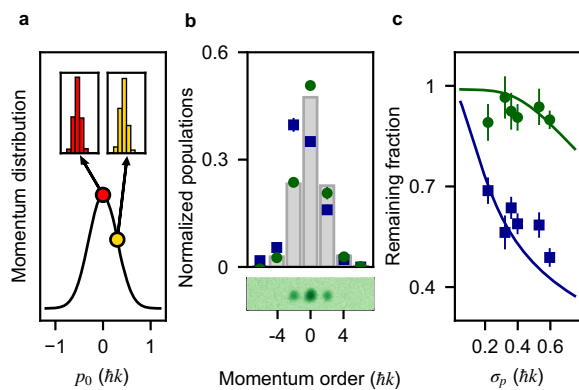 a
Momentum distribution
−1
0
1
p₀ (ħk)
b
Normalized populations
0.6
0.3
0
-4
0
4
Momentum order (ħk)
c
Remaining fraction
1
0.7
0.4
0.2
0.4
0.6
σₚ (ħk)